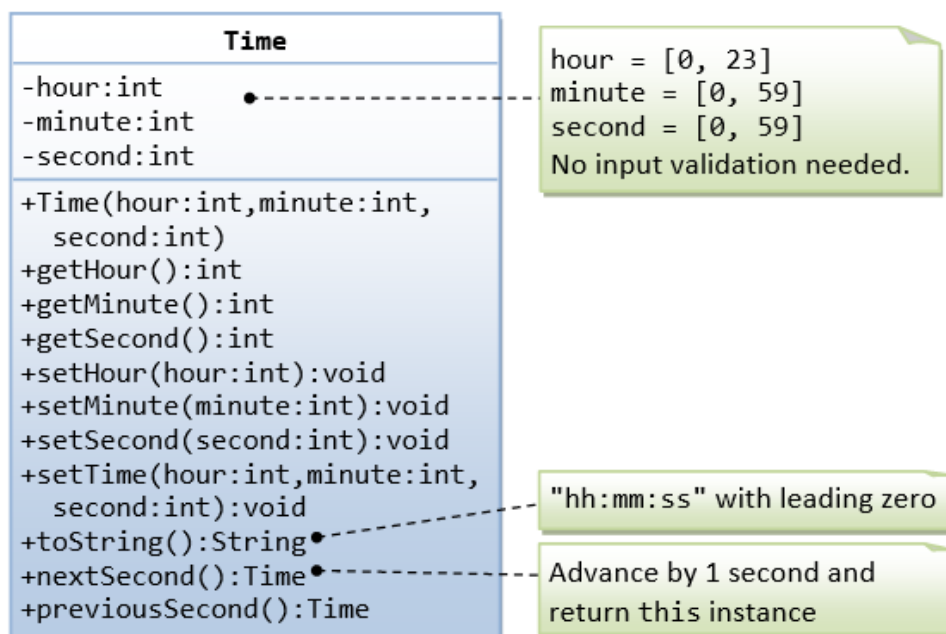 Time
-hour:int
-minute:int
-second:int
+Time(hour:int,minute:int,
second:int)
+getHour():int
+getMinute():int
+getSecond():int
+setHour(hour:int):void
+setMinute(minute:int):void
+setSecond(second:int):void
+setTime(hour:int,minute:int,
second:int):void
+toString():String
+nextSecond():Time
+previousSecond():Time
hour = [0, 23]
minute = [0, 59]
second = [0, 59]
No input validation needed.
"hh:mm:ss" with leading zero
Advance by 1 second and
return this instance